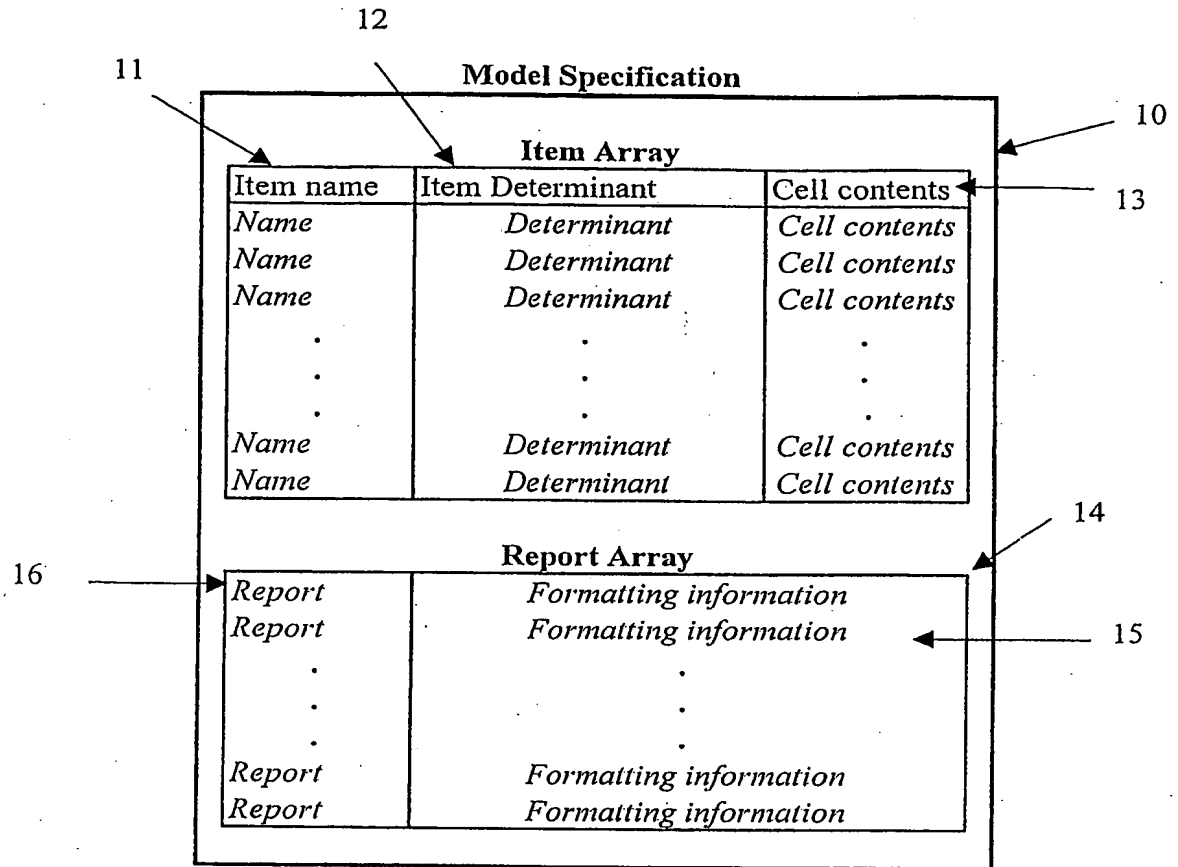 12
11
Model Specification
10
Item Array
Item name Item Determinant Cell contents
13
Name Determinant Cell contents
Name Determinant Cell contents
Name Determinant Cell contents
. . .
. . .
. . .
Name Determinant Cell contents
Name Determinant Cell contents
14
Report Array
16
Report Formatting information
Report Formatting information
15
. .
. .
. .
Report Formatting information
Report Formatting information